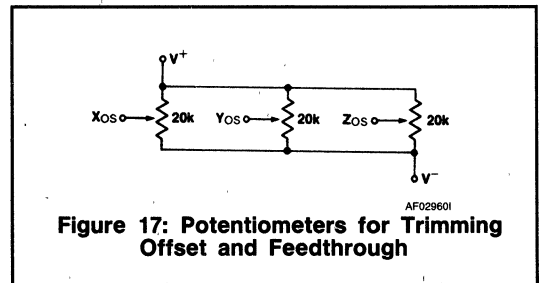 V+
XOS 20k YOS 20k ZOS 20k
V-
AF02960I
Figure 17: Potentiometers for Trimming
Offset and Feedthrough